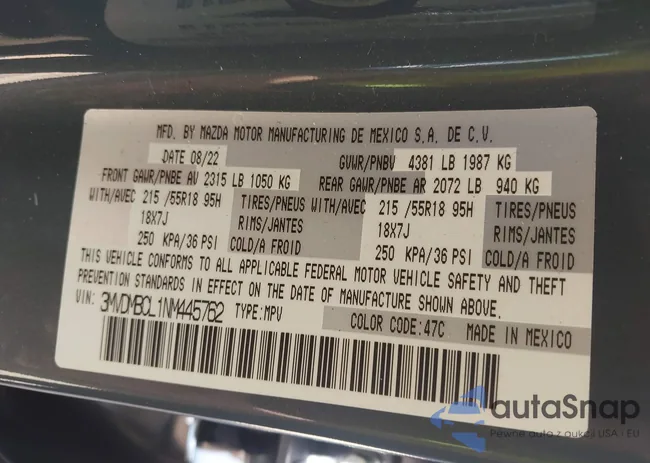 MFD. BY MAZDA MOTOR MANUFACTURING DE MEXICO S.A. DE C.V.
DATE 08/22 GVWR/PNBV 4381 LB 1987 KG
FRONT GAWR/PNBE AV 2315 LB 1050 KG REAR GAWR/PNBE AR 2072 LB 940 KG
WITH/AVEC 215 /55R18 95H TIRES/PNEUS WITH/AVEC 215 /55R18 95H TIRES/PNEUS
18X7J RIMS/JANTES 18X7J RIMS/JANTES
250 KPA/36 PSI COLD/A FROID 250 KPA/36 PSI COLD/A FROID
THIS VEHICLE CONFORMS TO ALL APPLICABLE FEDERAL MOTOR VEHICLE SAFETY AND THEFT
PREVENTION STANDARDS IN EFFECT ON THE DATE OF MANUFACTURE SHOWN ABOVE.
VIN: 3MVDMBCL1NM445762 TYPE:MPV
COLOR CODE:47C MADE IN MEXICO
autaSnap
Pewne auta z aukcji USA - EU